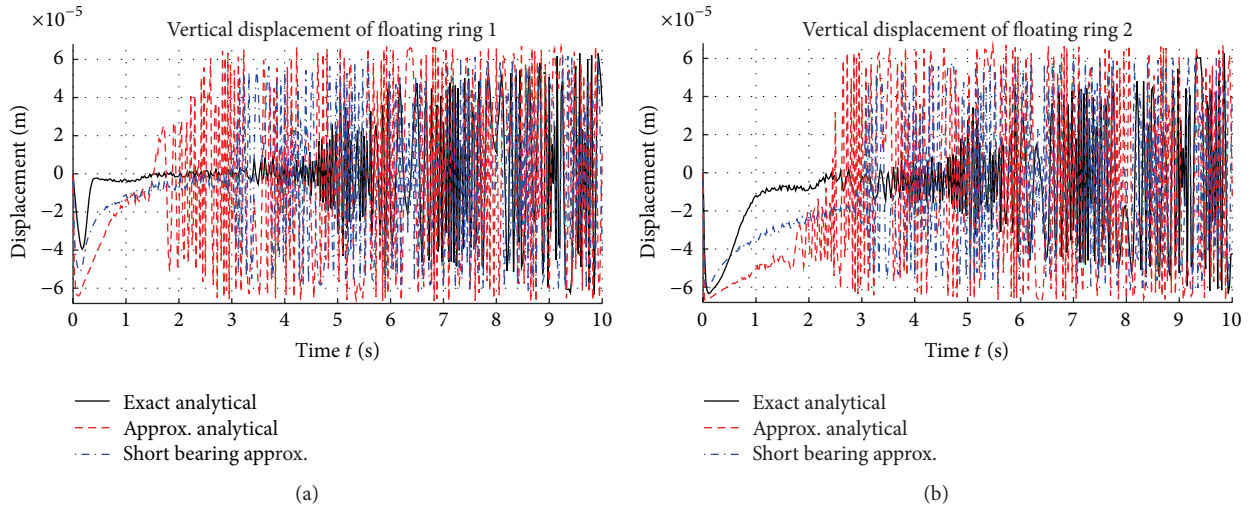 ×10⁻⁵
Vertical displacement of floating ring 1
6
4
2
0
−2
−4
−6
Displacement (m)
0 1 2 3 4 5 6 7 8 9 10
Time t (s)
Exact analytical
Approx. analytical
Short bearing approx.
(a)
×10⁻⁵
Vertical displacement of floating ring 2
6
4
2
0
−2
−4
−6
Displacement (m)
0 1 2 3 4 5 6 7 8 9 10
Time t (s)
Exact analytical
Approx. analytical
Short bearing approx.
(b)